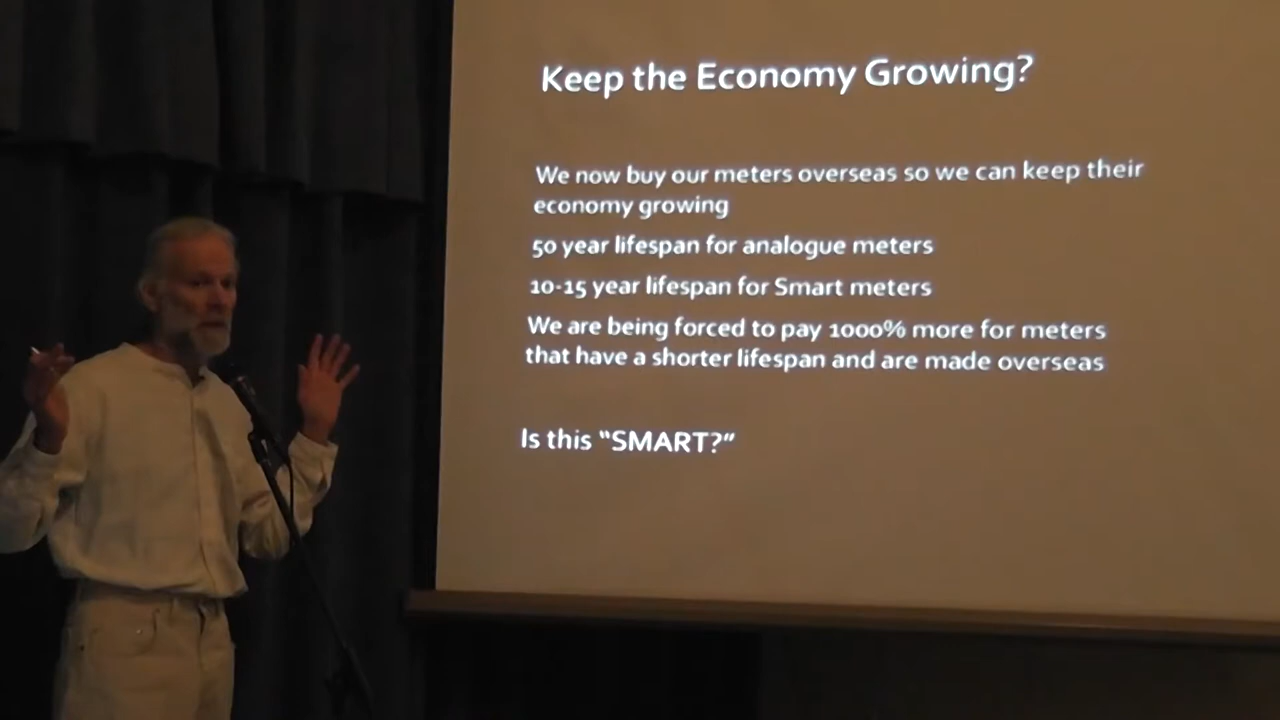 Keep the Economy Growing?
We now buy our meters overseas so we can keep their
economy growing
50 year lifespan for analogue meters
10-15 year lifespan for Smart meters
We are being forced to pay 1000% more for meters
that have a shorter lifespan and are made overseas
Is this "SMART?"